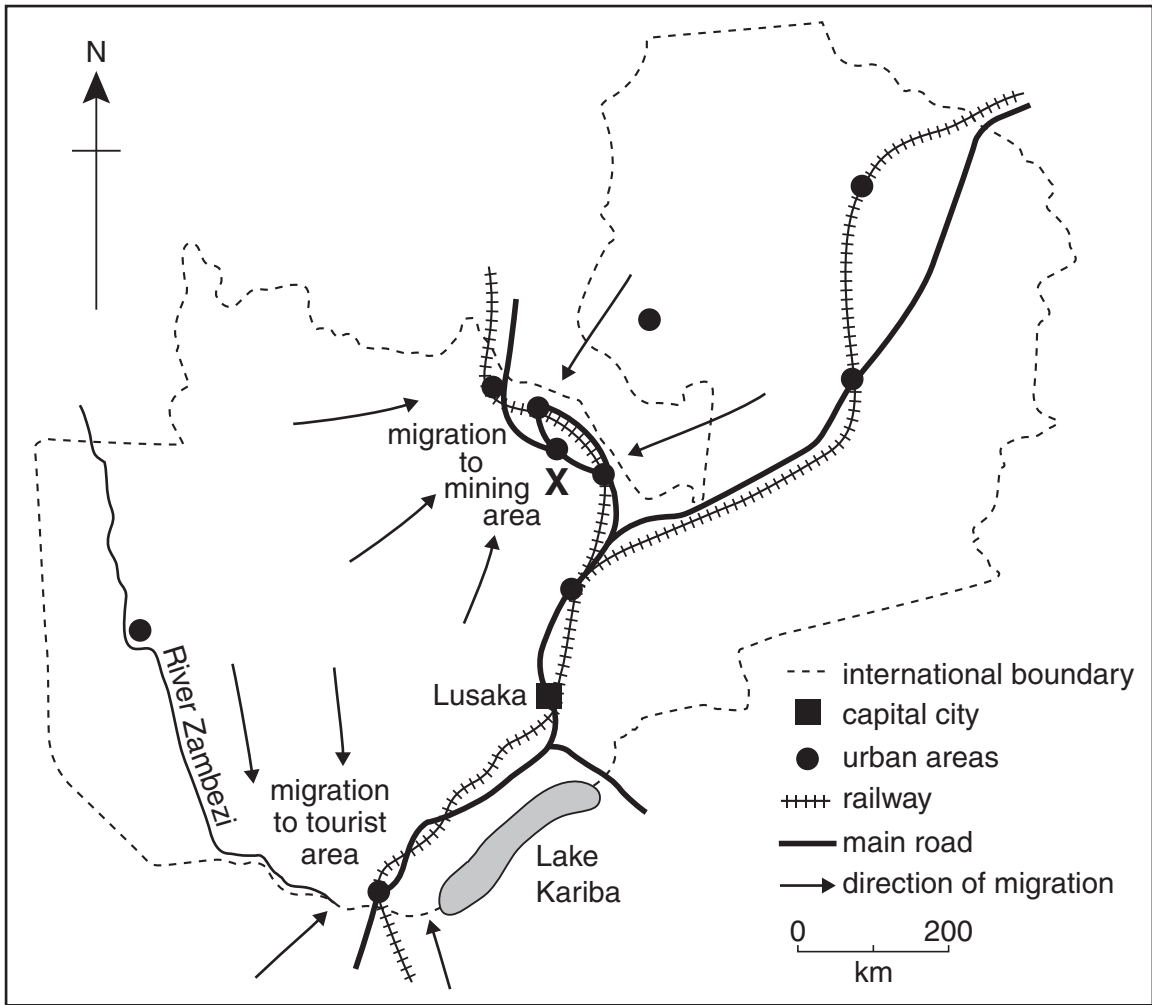 N
migration
to
mining
area
X
Lusaka
River Zambezi
migration
to tourist
area
Lake
Kariba
international boundary
capital city
urban areas
railway
main road
direction of migration
0 200
km